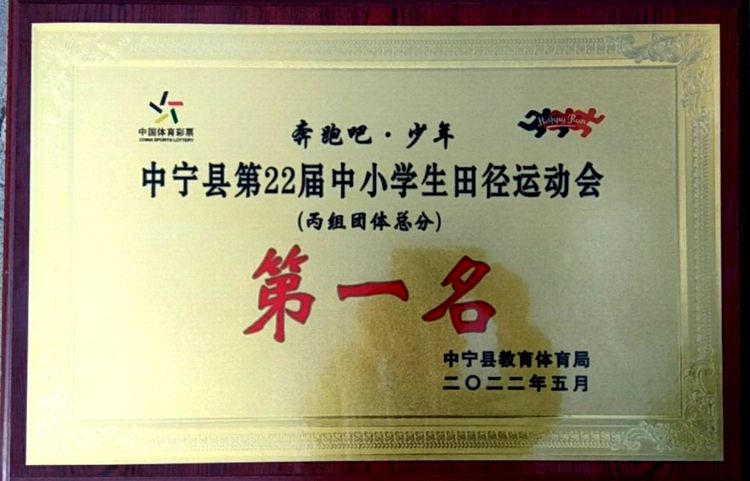 中国体育彩票
CHINA SPORTS LOTTERY
Happy Run
奔跑吧·少年
中宁县第22届中小学生田径运动会
(丙组团体总分)
第一名
中宁县教育体育局
二〇二二年五月